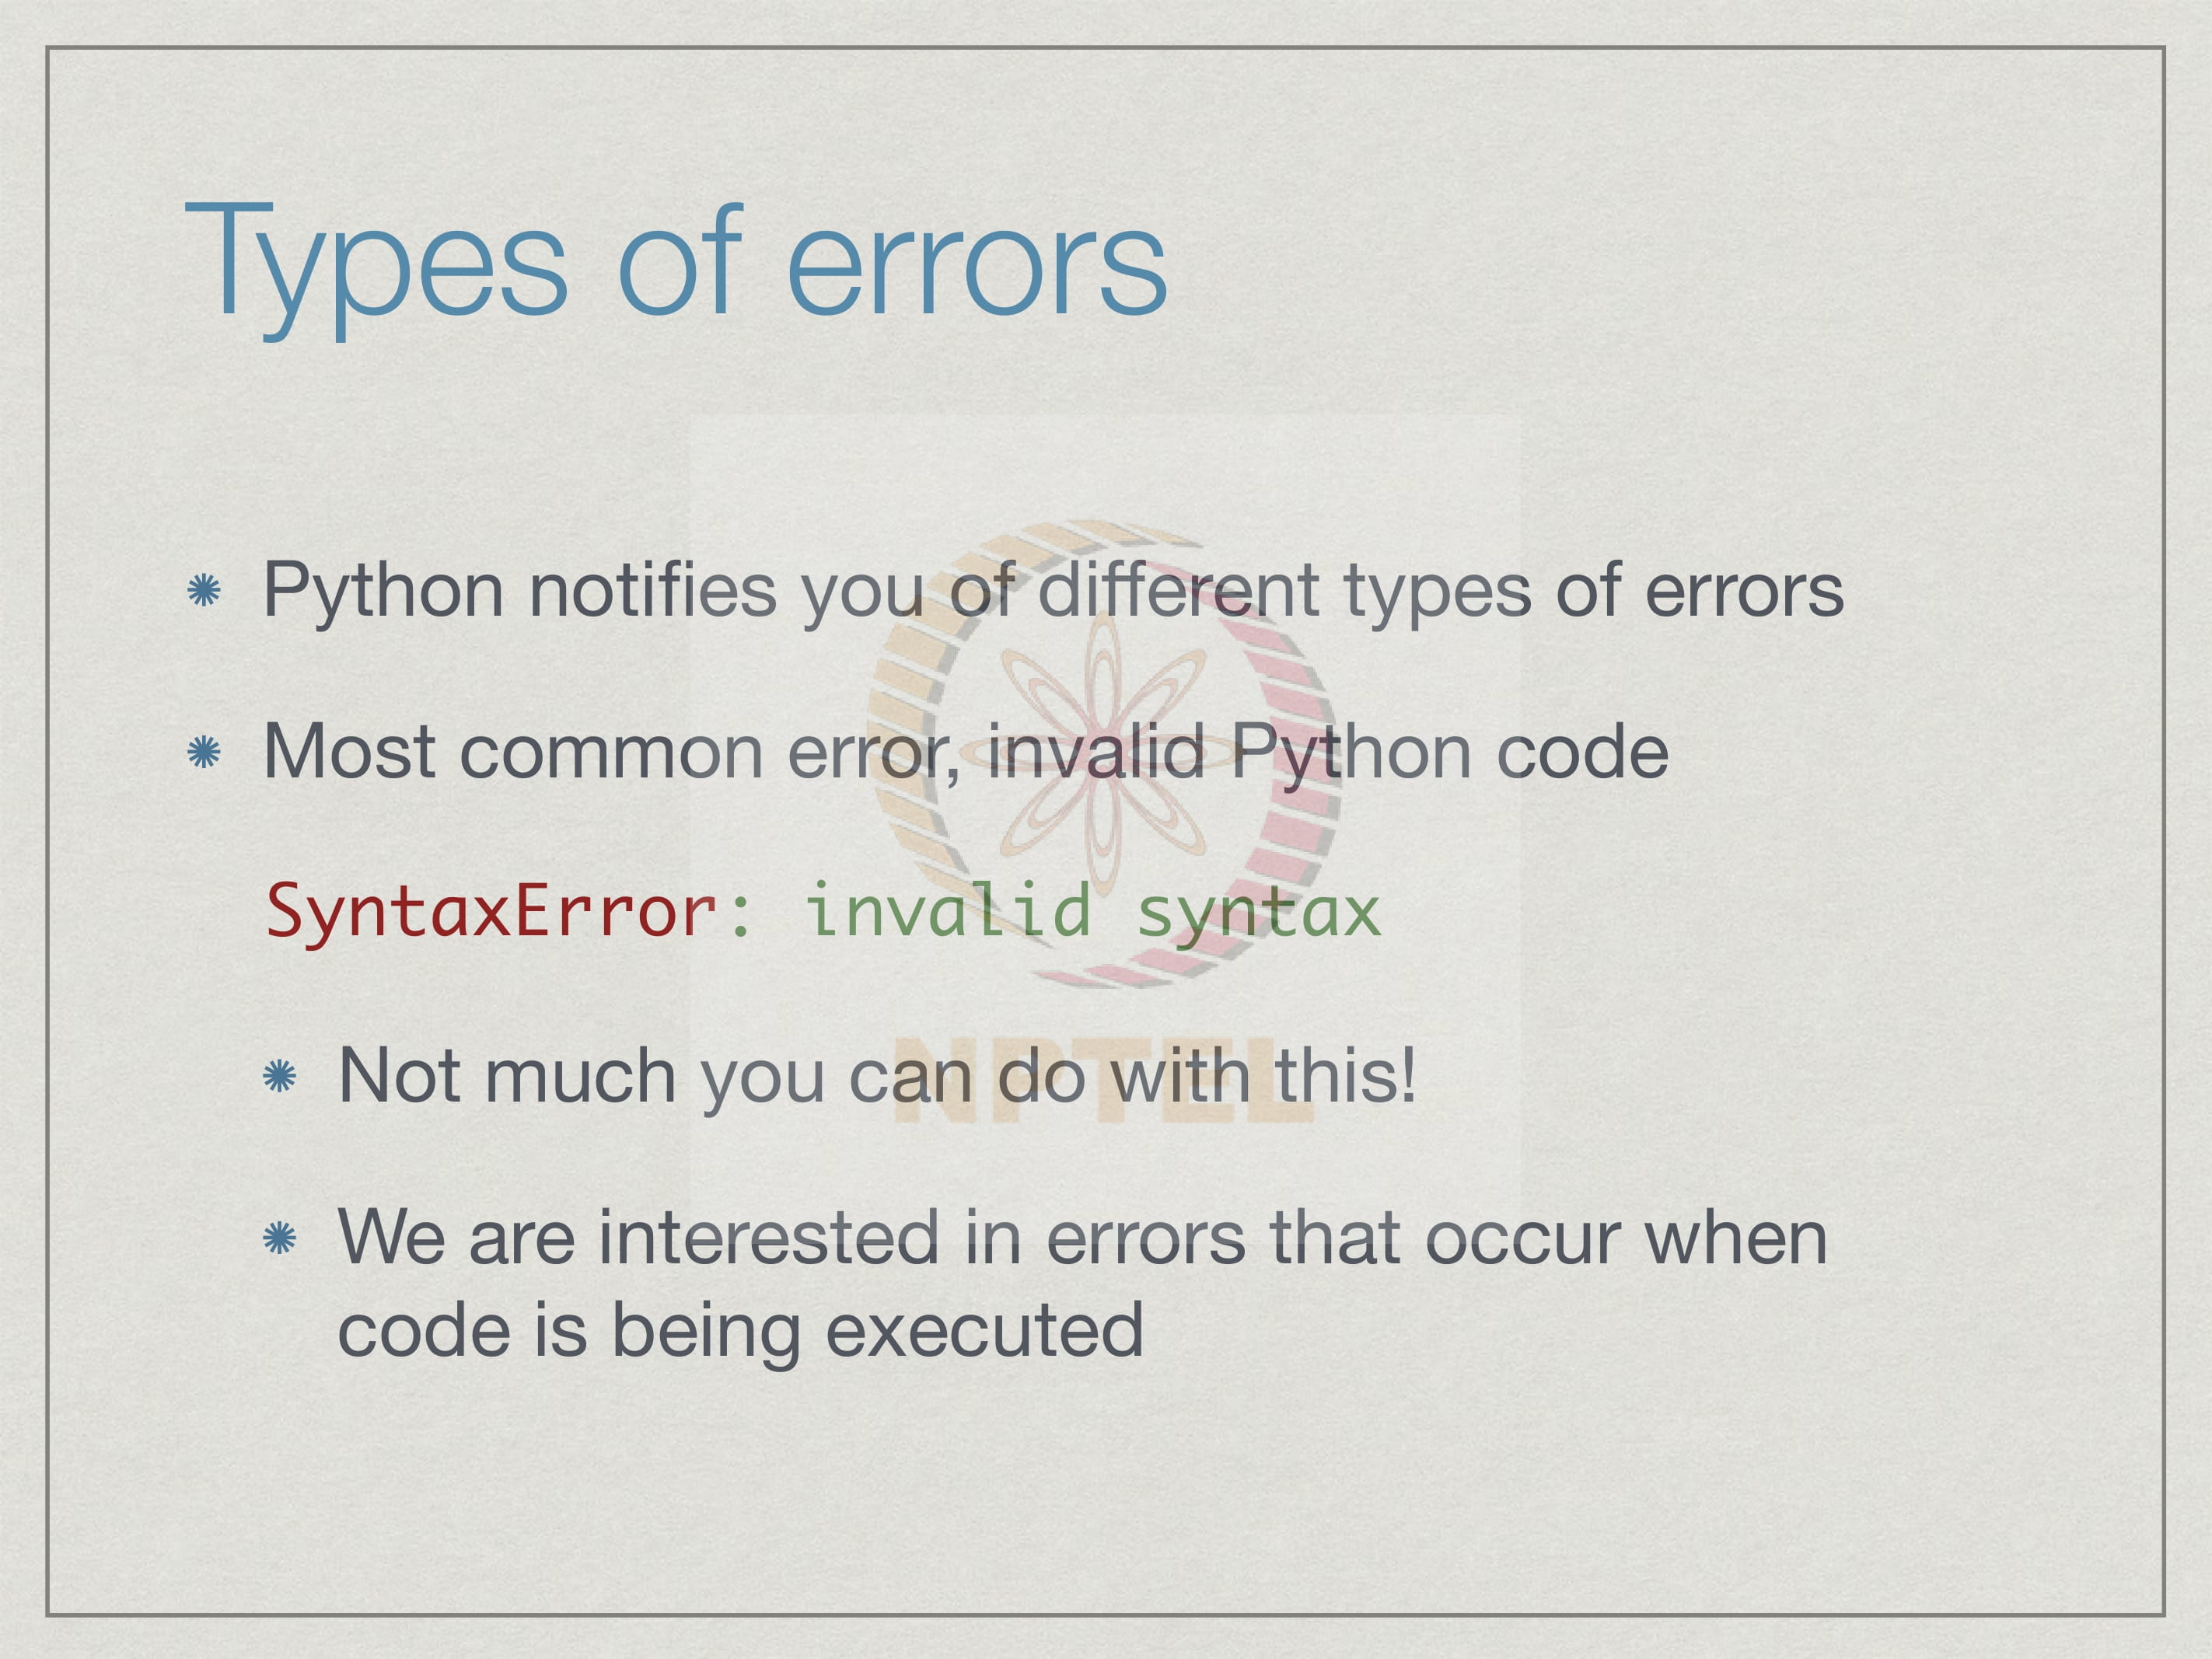 Types of errors
Python notifies you of different types of errors
Most common error, invalid Python code
SyntaxError: invalid syntax
Not much you can do with this!
We are interested in errors that occur when
code is being executed
NPTEL